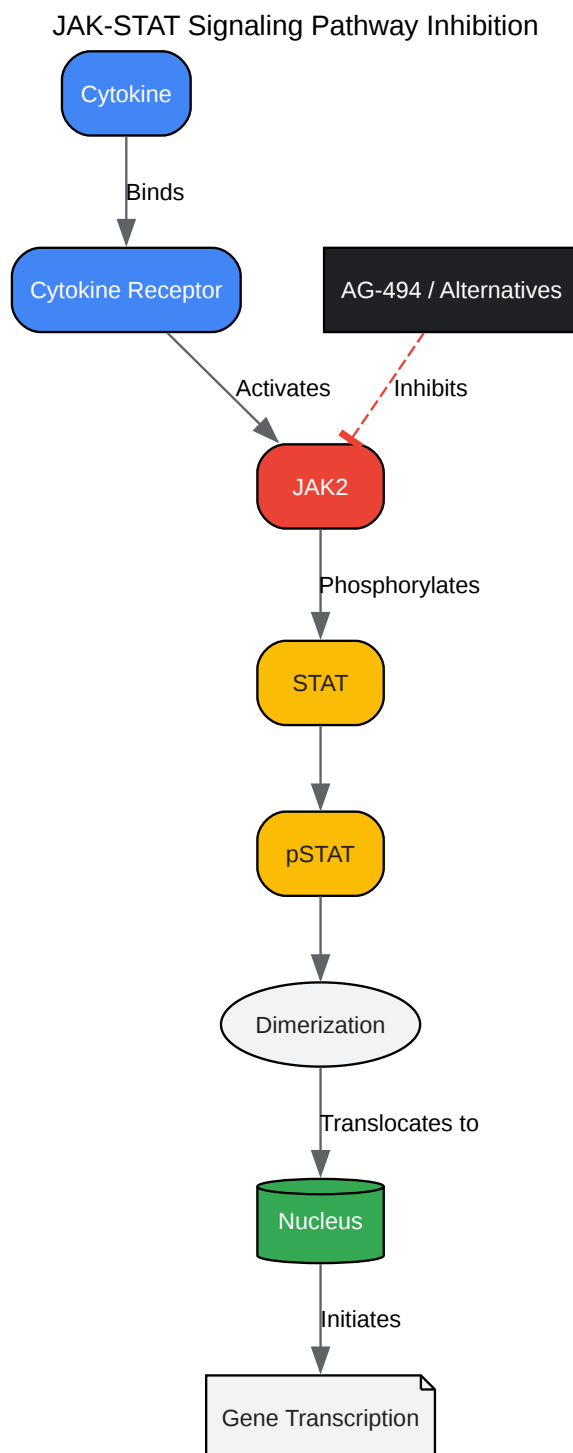 JAK-STAT Signaling Pathway Inhibition
Cytokine
Binds
Cytokine Receptor
AG-494 / Alternatives
Activates
Inhibits
JAK2
Phosphorylates
STAT
pSTAT
Dimerization
Translocates to
Nucleus
Initiates
Gene Transcription